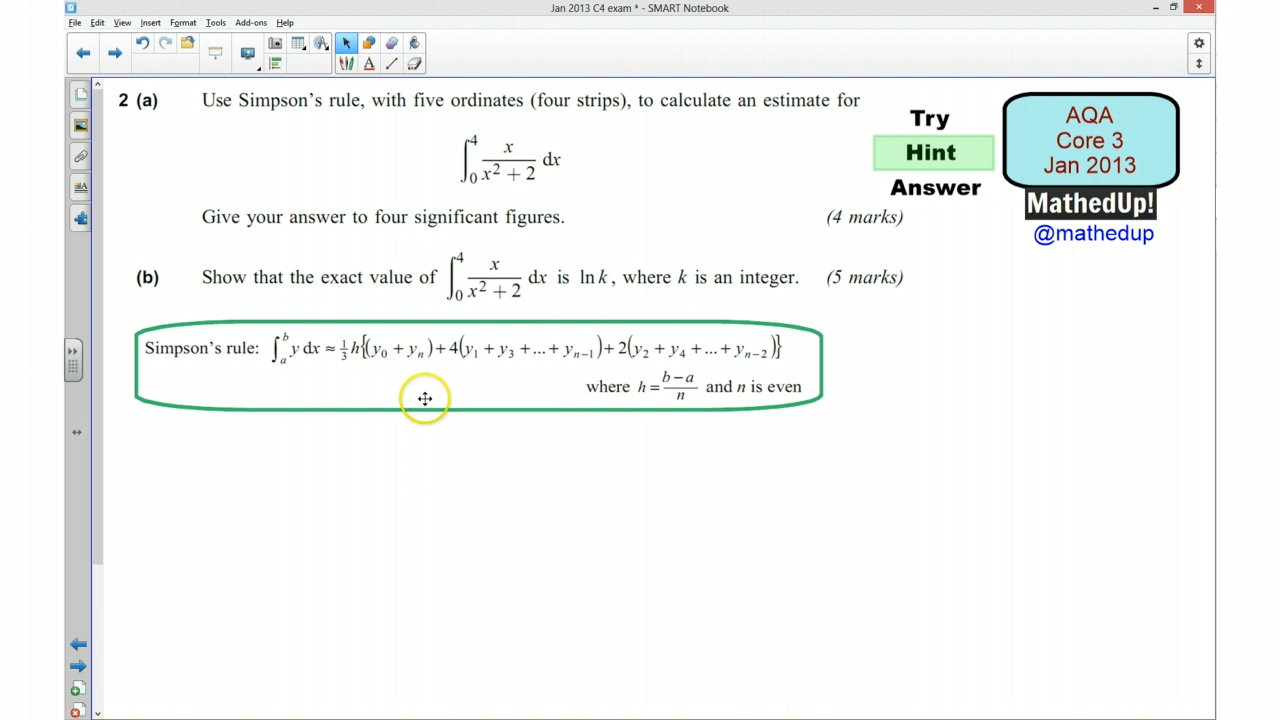 Jan 2013 C4 exam * - SMART Notebook
File Edit View Insert Format Tools Add-ons Help
2 (a) Use Simpson's rule, with five ordinates (four strips), to calculate an estimate for
∫₀⁴ x/(x² + 2) dx
Give your answer to four significant figures. (4 marks)
(b) Show that the exact value of ∫₀⁴ x/(x² + 2) dx is ln k, where k is an integer. (5 marks)
Simpson's rule: ∫ₐᵇ y dx ≈ ⅓h{(y₀ + yₙ) + 4(y₁ + y₃ + ... + yₙ₋₁) + 2(y₂ + y₄ + ... + yₙ₋₂)}
where h = (b – a)/n and n is even
Try
Hint
Answer
AQA
Core 3
Jan 2013
MathedUp!
@mathedup